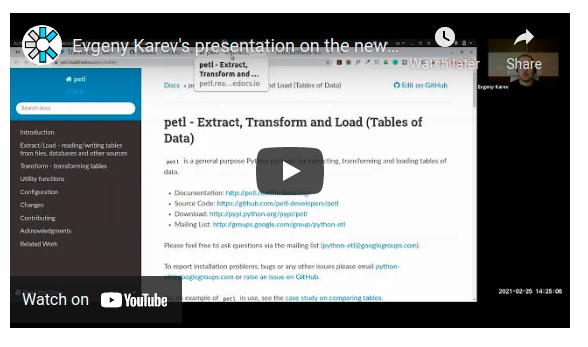 Evgeny Karev's presentation on the new...
Watch later
Share
petl - Extract,
Transform and ...
petl.rea...edocs.io
petl
Search docs
Introduction
Extract/Load - reading/writing tables
from files, databases and other sources
Transform - transforming tables
Utility functions
Configuration
Changes
Contributing
Acknowledgments
Related Work
Docs
and Load (Tables of Data)
Edit on GitHub
Evgeny Karev
petl - Extract, Transform and Load (Tables of
Data)
petl is a general purpose Python for extracting, transforming and loading tables of
data.
• Documentation:
• Source Code: https://github.com/petl-developers/petl
• Download: http://pypi.python.org/pypi/petl
• Mailing List: http://groups.google.com/group/python-etl
Please feel free to ask questions via the mailing list (python-etl@googlegroups.com).
To report installation problems, bugs or any other issues please email python-
etl@googlegroups.com or raise an issue on GitHub.
an example of petl in use, see the case study on comparing tables.
Watch on YouTube
2021-02-25 14:25:06